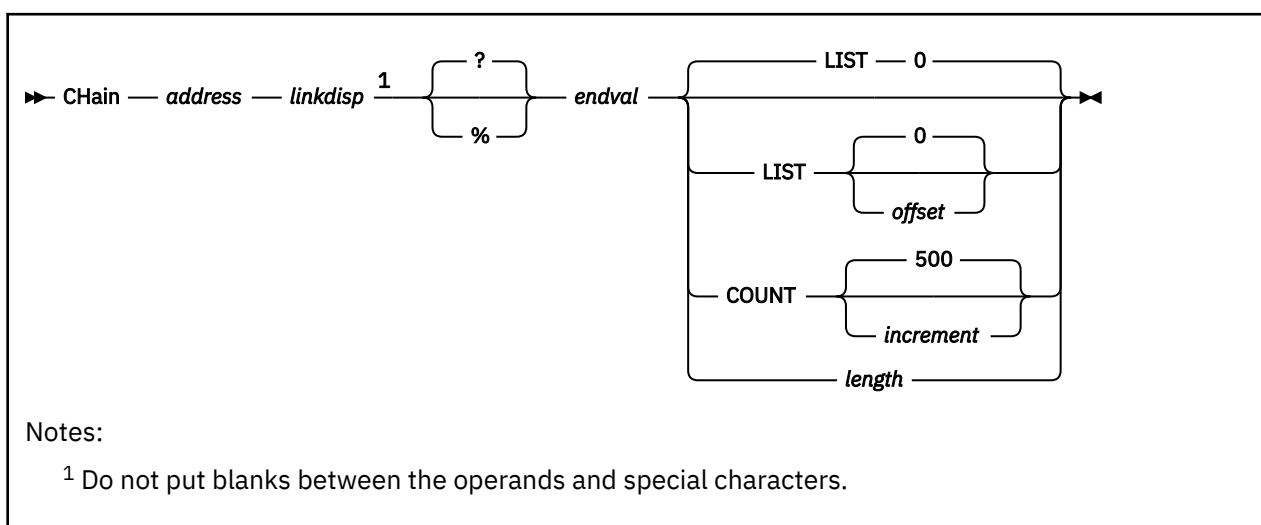 ? LIST 0
CHain address linkdisp 1 endval
%
0
LIST
offset
500
COUNT
increment
length
Notes:
1 Do not put blanks between the operands and special characters.